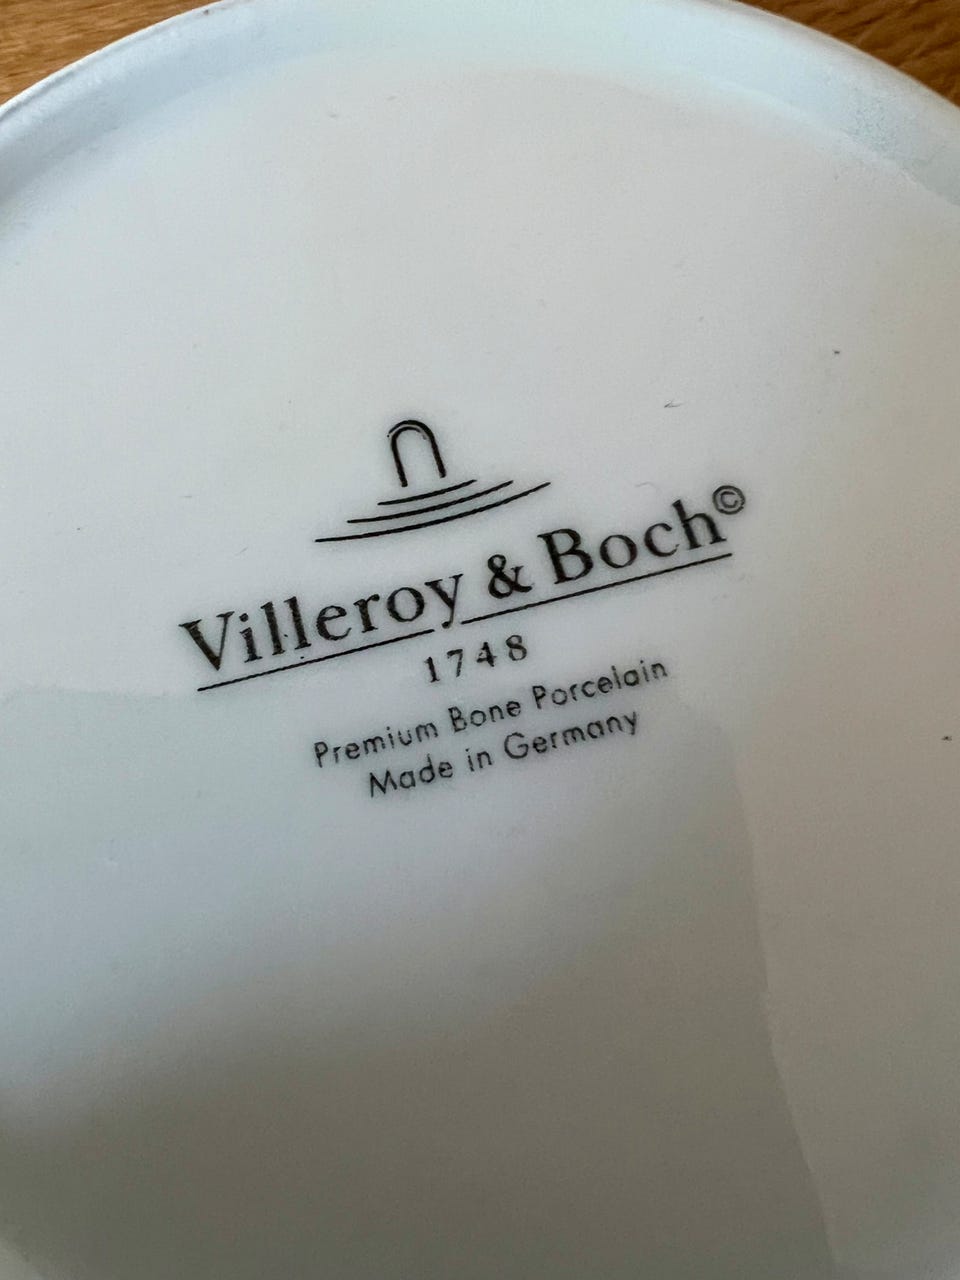 Villeroy & Boch©
1748
Premium Bone Porcelain
Made in Germany